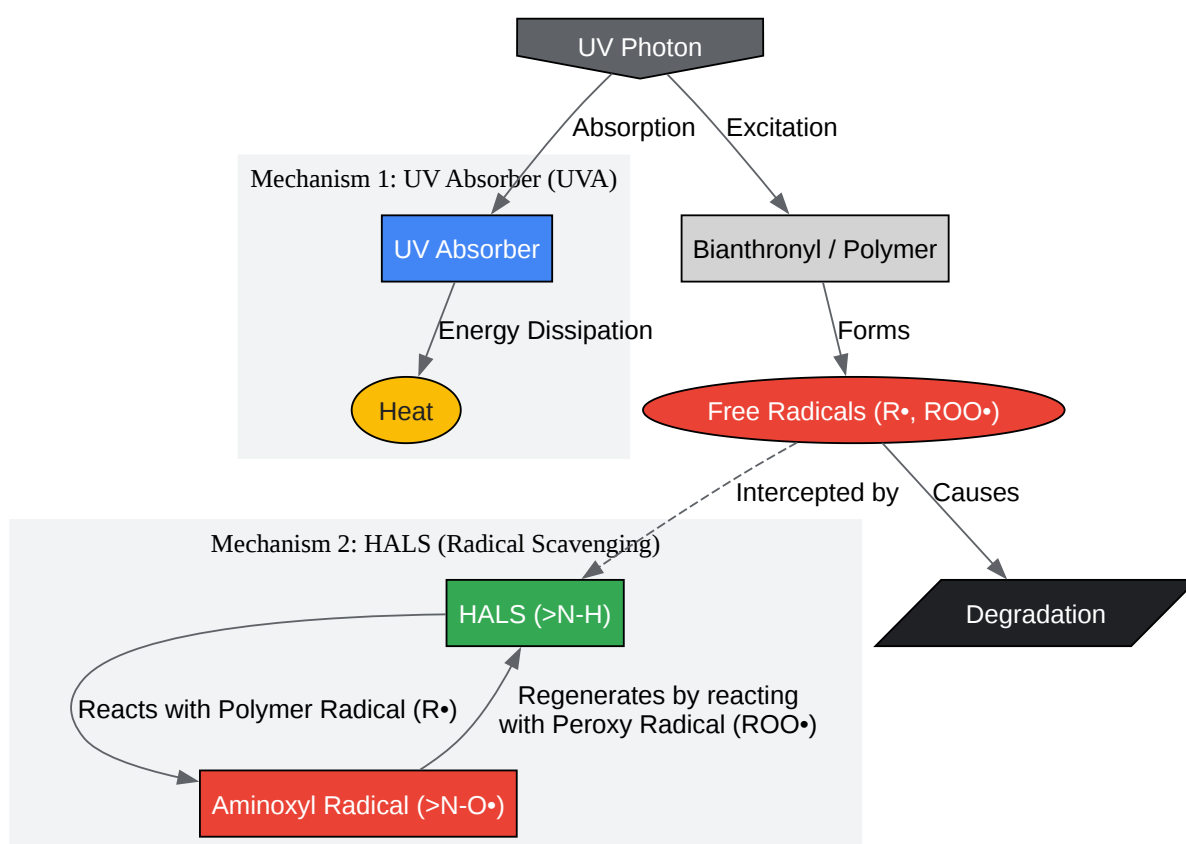 UV Photon
Absorption
Excitation
Mechanism 1: UV Absorber (UVA)
UV Absorber
Bianthronyl / Polymer
Energy Dissipation
Forms
Heat
Free Radicals (R•, ROO•)
Intercepted by
Causes
Mechanism 2: HALS (Radical Scavenging)
HALS (>N-H)
Degradation
Reacts with Polymer Radical (R•)
Regenerates by reacting
with Peroxy Radical (ROO•)
Aminoxyl Radical (>N-O•)